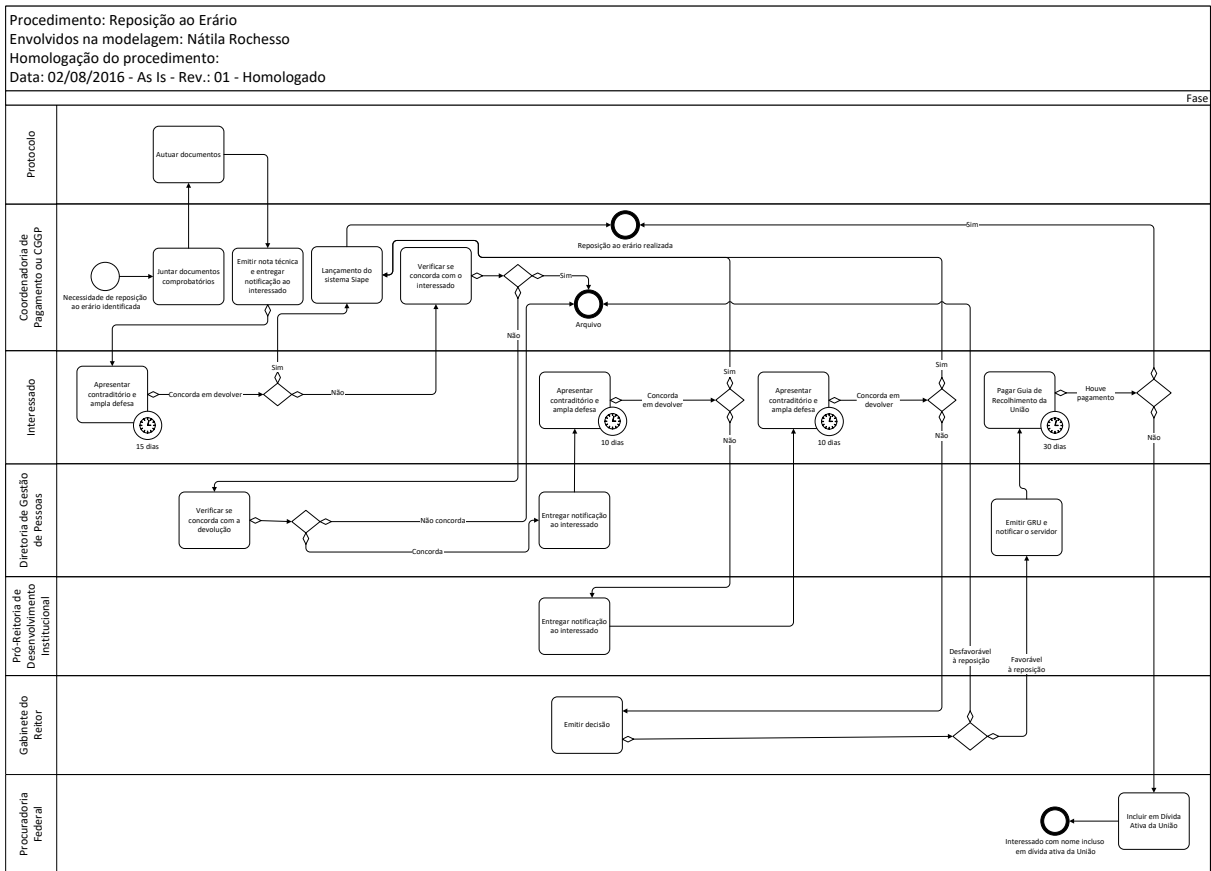 Procedimento: Reposição ao Erário
Envolvidos na modelagem: Nátila Rochesso
Homologação do procedimento:
Data: 02/08/2016 - As Is - Rev.: 01 - Homologado
Fase
Protocolo
Autuar documentos
Coordenadoria de
Pagamento ou CGGP
Necessidade de reposição
ao erário identificada
Juntar documentos
comprobatórios
Emitir nota técnica
e entregar
notificação ao
interessado
Lançamento do
sistema Siape
Verificar se
concorda com o
interessado
Sim
Não
Arquivo
Reposição ao erário realizada
Sim
Interessado
Apresentar
contraditório e
ampla defesa
15 dias
Concorda em devolver
Sim
Não
Apresentar
contraditório e
ampla defesa
10 dias
Concorda
em devolver
Sim
Não
Apresentar
contraditório e
ampla defesa
10 dias
Concorda em
devolver
Sim
Não
Pagar Guia de
Recolhimento da
União
30 dias
Houve
pagamento
Não
Diretoria de Gestão
de Pessoas
Verificar se
concorda com a
devolução
Não concorda
Concorda
Entregar notificação
ao interessado
Emitir GRU e
notificar o servidor
Pró-Reitoria de
Desenvolvimento
Institucional
Entregar notificação
ao interessado
Desfavorável
à reposição
Favorável
à reposição
Gabinete do
Reitor
Emitir decisão
Procuradoria
Federal
Interessado com nome incluso
em dívida ativa da União
Incluir em Dívida
Ativa da União